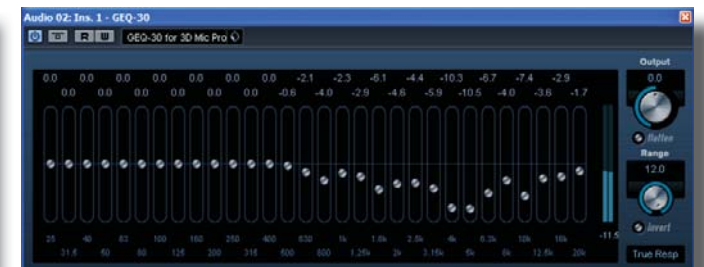 Audio 02: Ins. 1 - GEQ-30
R W GEQ-30 for 3D Mic Pro
Output
0.0 0.0 0.0 0.0 0.0 0.0 0.0 -2.1 -2.3 -6.1 -4.4 -10.3 -6.7 -7.4 -2.9 0.0
0.0 0.0 0.0 0.0 0.0 0.0 -0.6 -4.0 -2.9 -4.6 -5.9 -10.5 -4.0 -3.6 -1.7
flatten
Range
12.0
invert
25 40 63 100 160 250 400 630 1k 1.6k 2.5k 4k 6.3k 10k 16k -11.5
31.5 50 80 125 200 315 500 800 1.25k 2k 3.15k 5k 8k 12.5k 20k True Resp